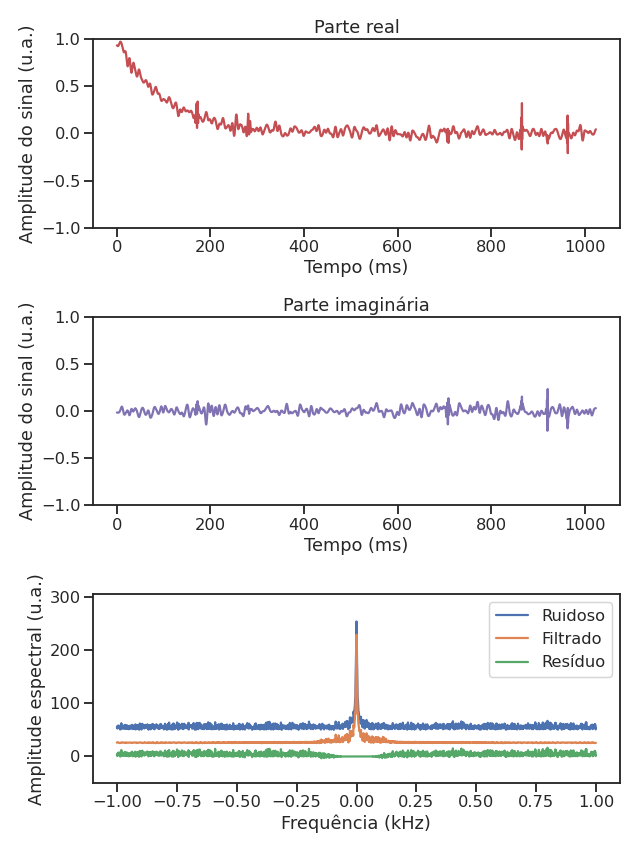 Parte real
Amplitude do sinal (u.a.)
1.0
0.5
0.0
−0.5
−1.0
0 200 400 600 800 1000
Tempo (ms)
Parte imaginária
Amplitude do sinal (u.a.)
1.0
0.5
0.0
−0.5
−1.0
0 200 400 600 800 1000
Tempo (ms)
Amplitude espectral (u.a.)
300
200
100
0
Ruidoso
Filtrado
Resíduo
−1.00 −0.75 −0.50 −0.25 0.00 0.25 0.50 0.75 1.00
Frequência (kHz)